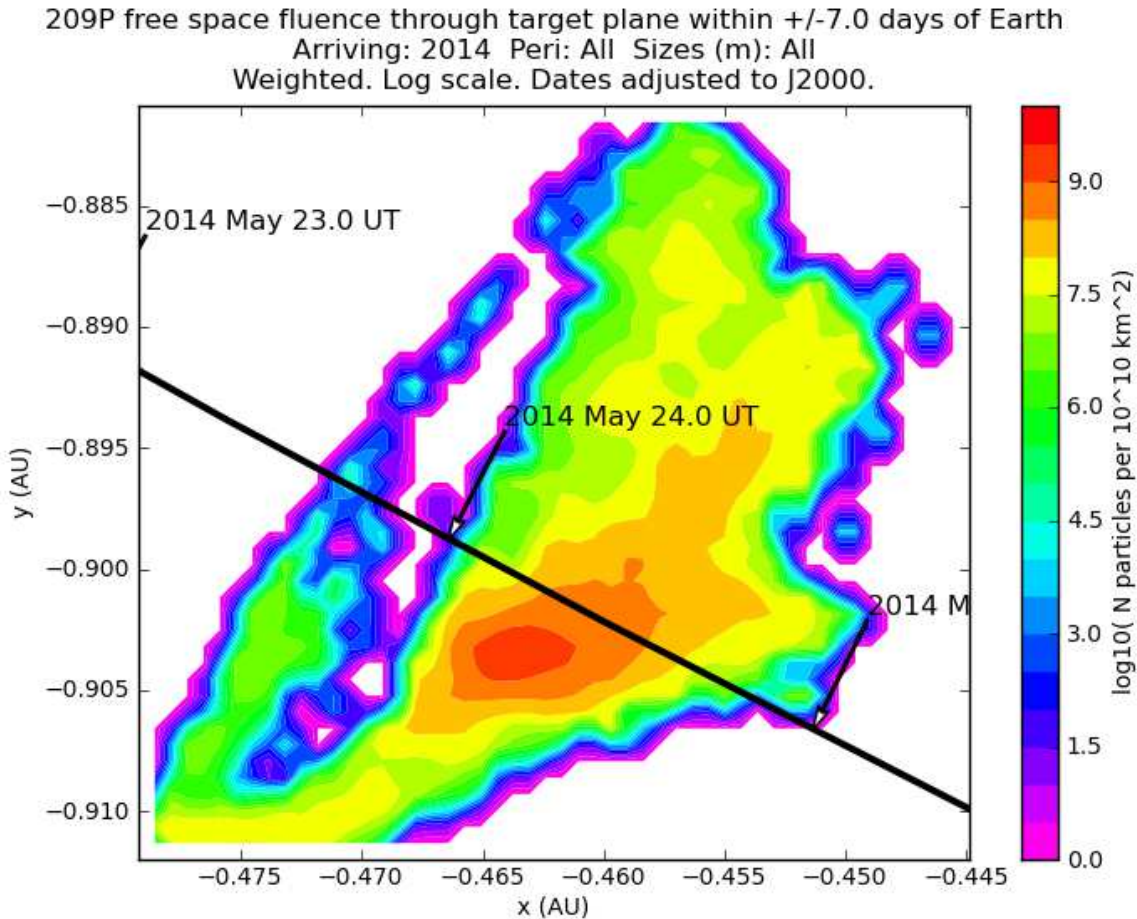 209P free space fluence through target plane within +/-7.0 days of Earth
Arriving: 2014  Peri: All  Sizes (m): All
Weighted. Log scale. Dates adjusted to J2000.
2014 May 23.0 UT
2014 May 24.0 UT
2014 M
y (AU)
−0.885
−0.890
−0.895
−0.900
−0.905
−0.910
−0.475
−0.470
−0.465
−0.460
−0.455
−0.450
−0.445
x (AU)
9.0
7.5
6.0
4.5
3.0
1.5
0.0
log10( N particles per 10^10 km^2)